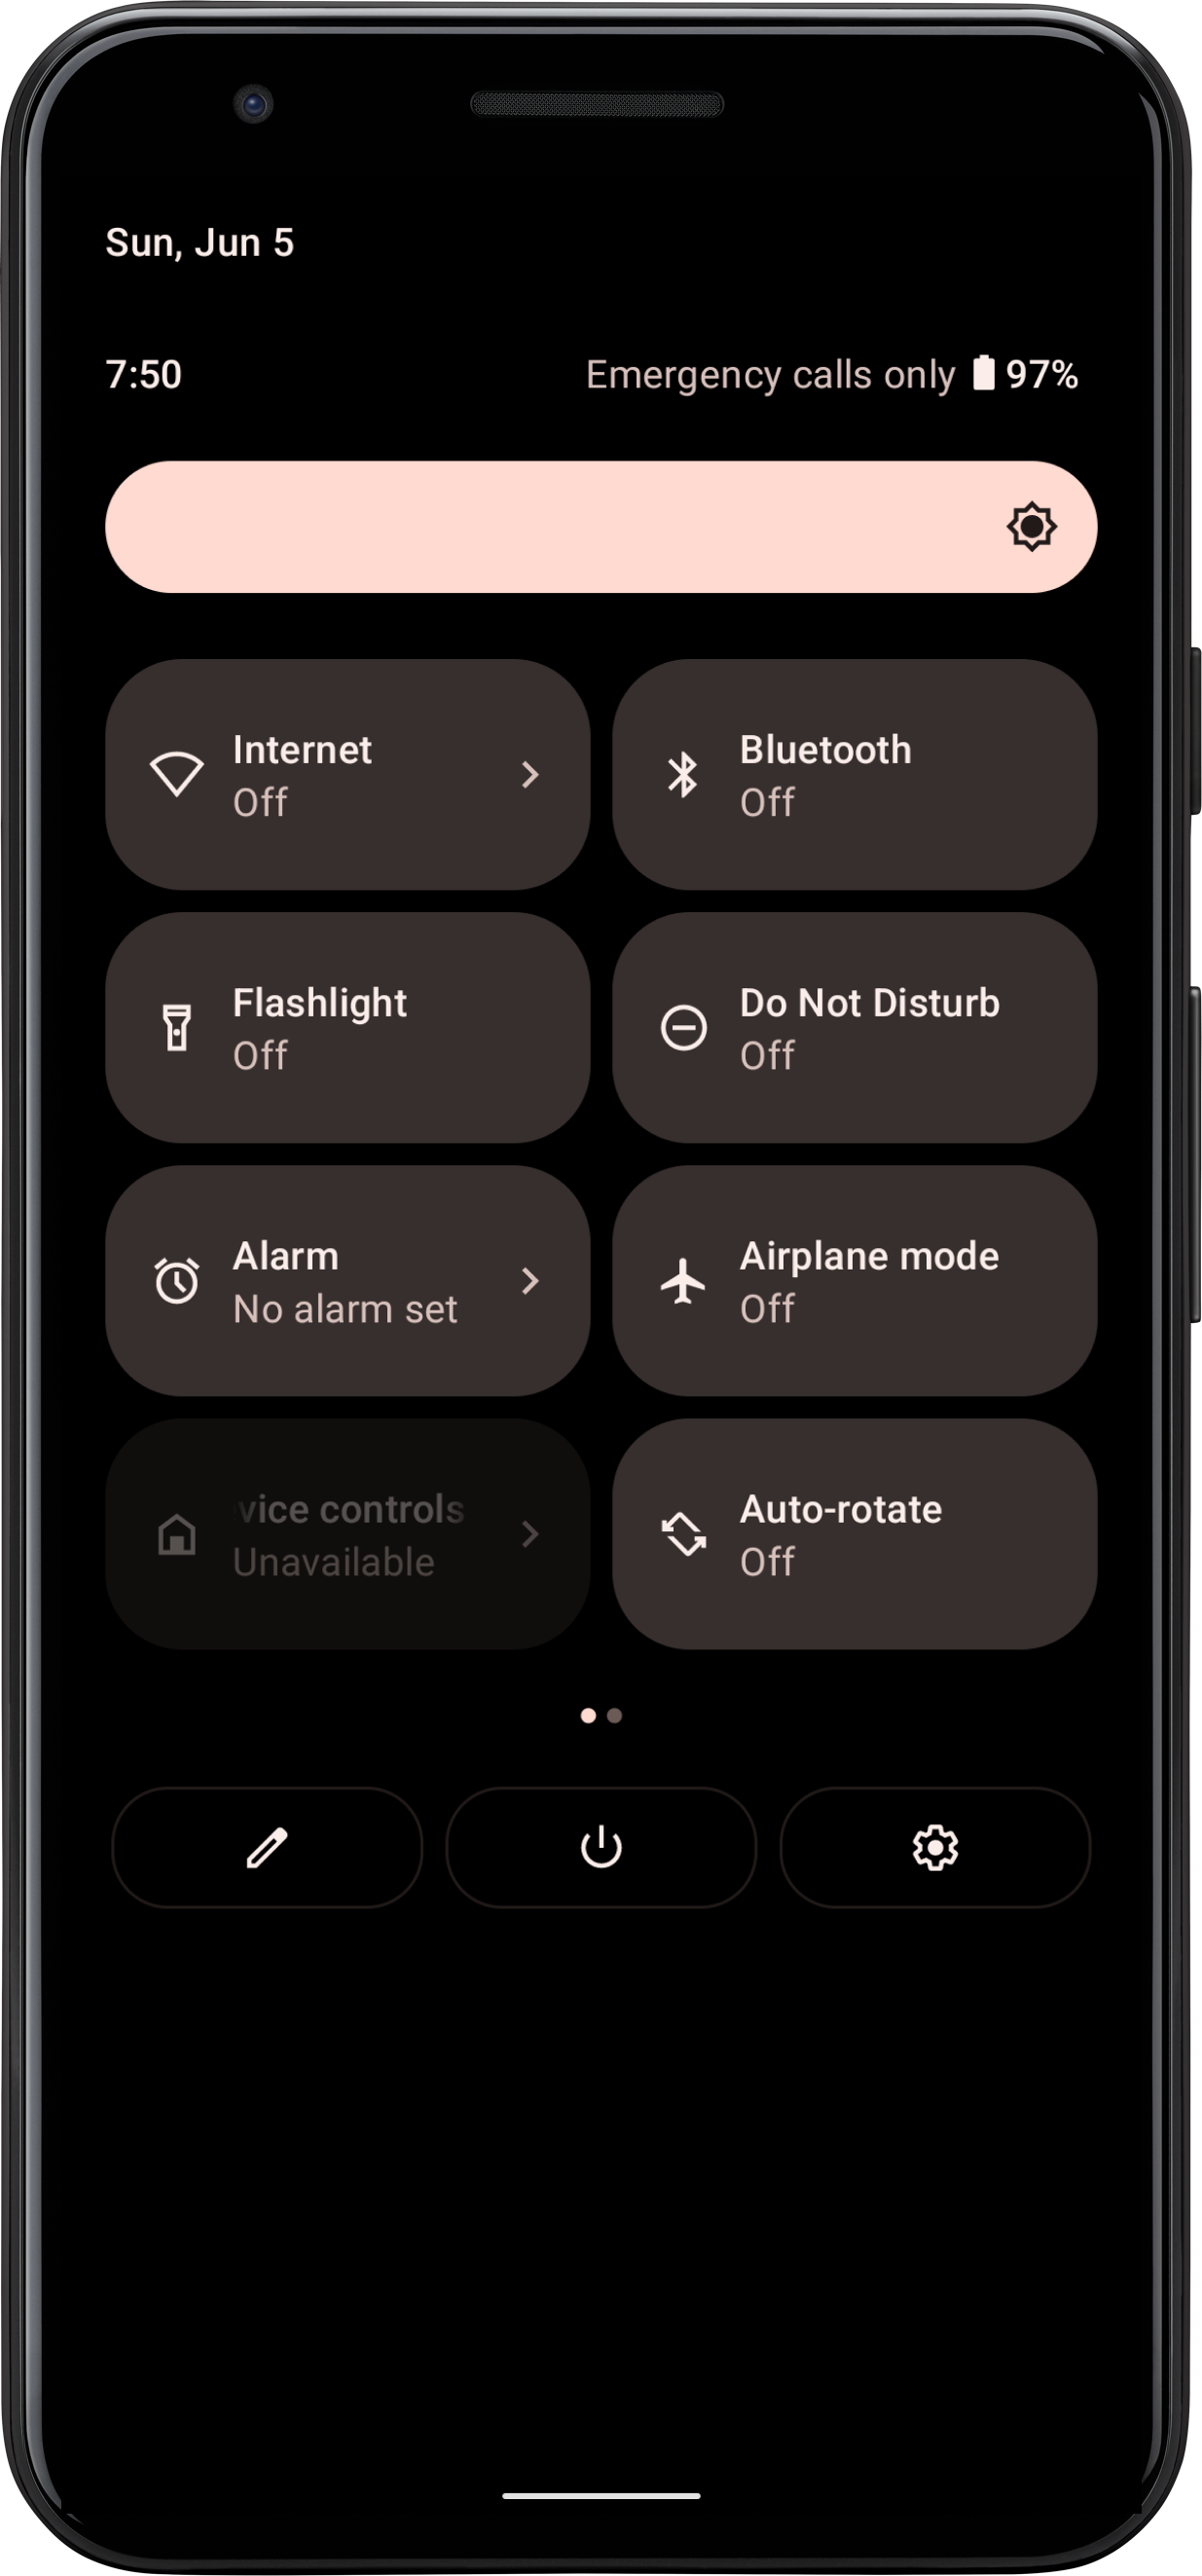 Sun, Jun 5
7:50 Emergency calls only 97%
Internet
Off
Bluetooth
Off
Flashlight
Off
Do Not Disturb
Off
Alarm
No alarm set
Airplane mode
Off
vice controls
Unavailable
Auto-rotate
Off